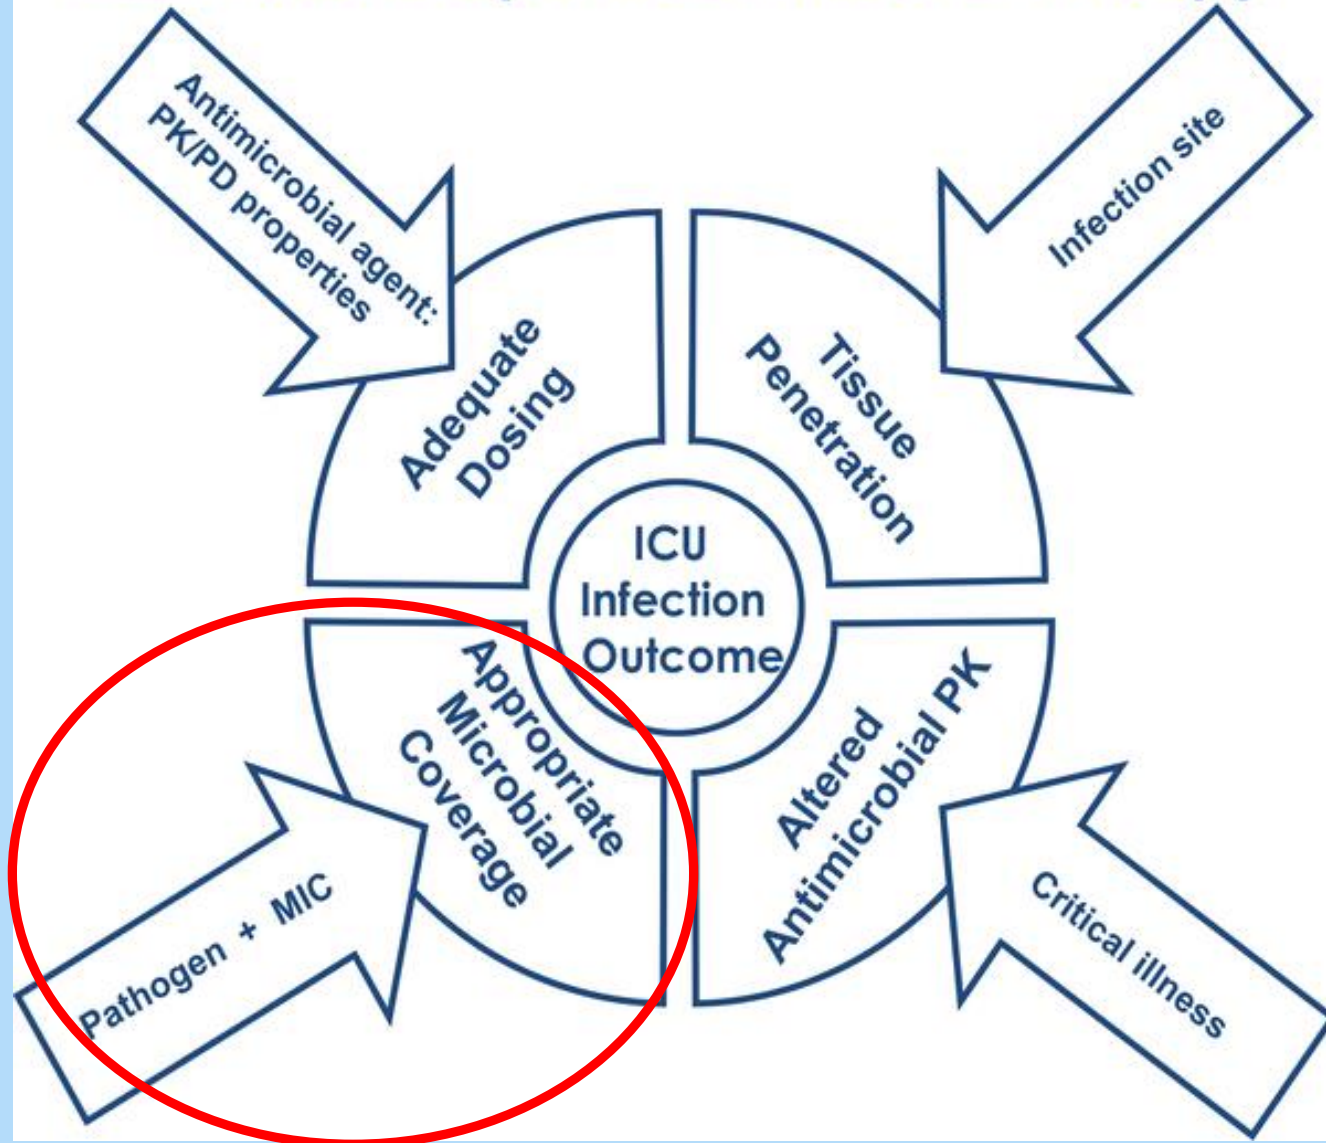 Antimicrobial agent:
PK/PD properties
Infection site
Adequate
Dosing
Tissue
Penetration
ICU
Infection
Outcome
Appropriate
Microbial
Coverage
Altered
Antimicrobial PK
Pathogen + MIC
Critical illness